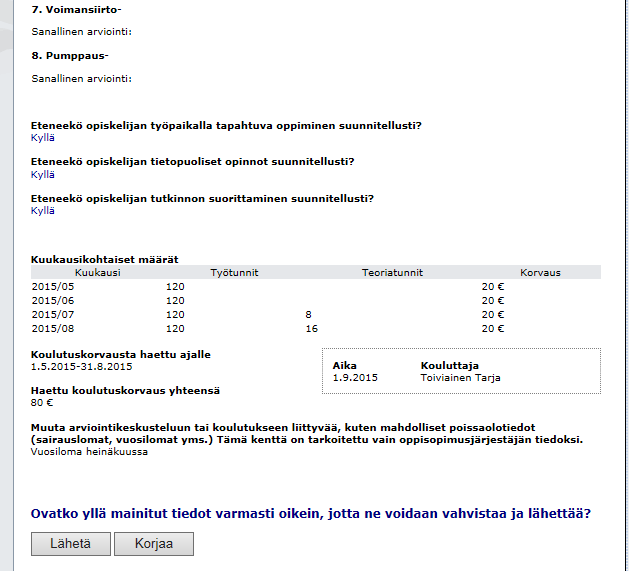 7. Voimansiirto-
Sanallinen arviointi:
8. Pumppaus-
Sanallinen arviointi:
Eteneekö opiskelijan työpaikalla tapahtuva oppiminen suunnitellusti?
Kyllä
Eteneekö opiskelijan tietopuoliset opinnot suunnitellusti?
Kyllä
Eteneekö opiskelijan tutkinnon suorittaminen suunnitellusti?
Kyllä
Kuukausikohtaiset määrät
Kuukausi Työtunnit Teoriatunnit Korvaus
2015/05 120 20 €
2015/06 120 20 €
2015/07 120 8 20 €
2015/08 120 16 20 €
Koulutuskorvausta haettu ajalle
1.5.2015-31.8.2015
Haettu koulutuskorvaus yhteensä
80 €
Aika Kouluttaja
1.9.2015 Toiviainen Tarja
Muuta arviointikeskusteluun tai koulutukseen liittyvää, kuten mahdolliset poissaolotiedot
(sairauslomat, vuosilomat yms.) Tämä kenttä on tarkoitettu vain oppisopimusjärjestäjän tiedoksi.
Vuosiloma heinäkuussa
Ovatko yllä mainitut tiedot varmasti oikein, jotta ne voidaan vahvistaa ja lähettää?
Lähetä Korjaa